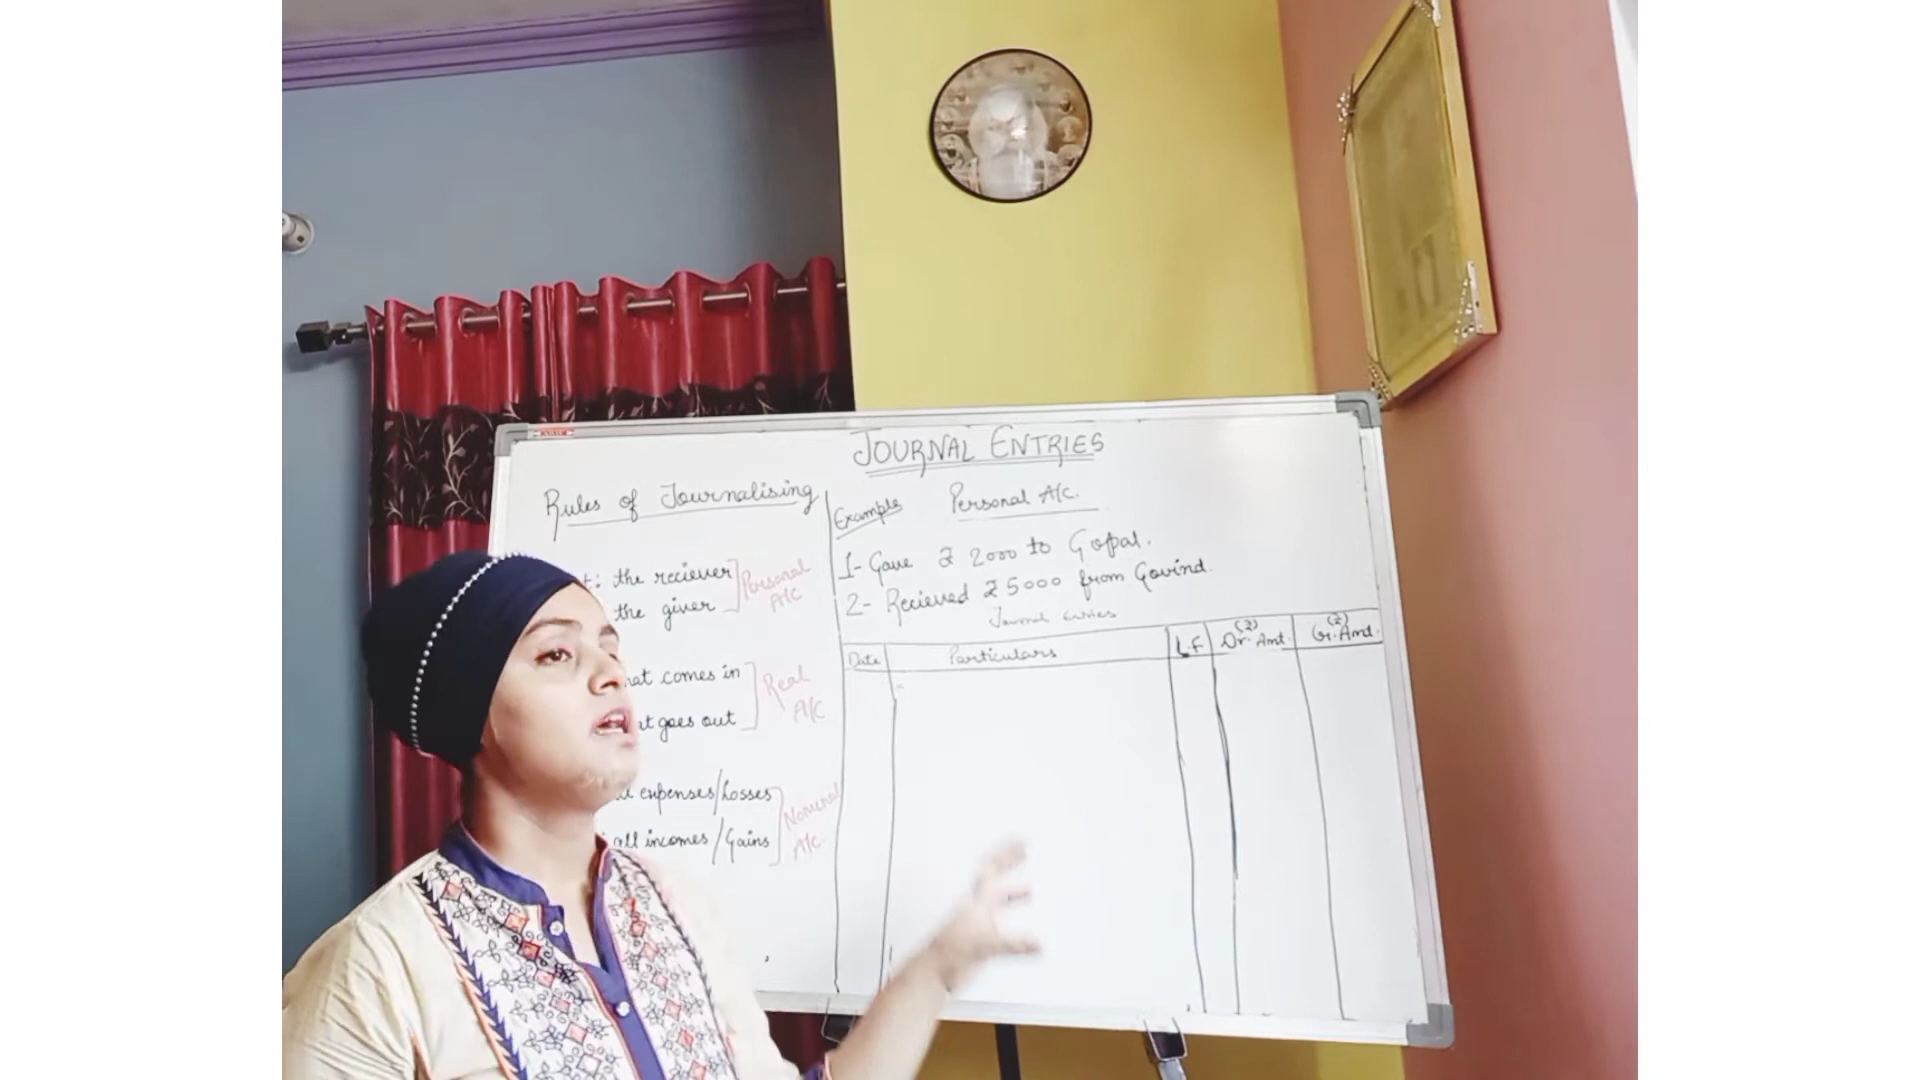 JOURNAL ENTRIES
Rules of Journalising
the reciever
the giver
Personal
A/c
comes in
goes out
Real
A/c
expenses/Losses
all incomes/Gains
Nominal
A/c
Example Personal A/c.
1- Gave ₹ 2000 to Gopal.
2- Recieved ₹ 5000 from Govind.
Journal Entries
Date Particulars L.F Dr. Amt. (₹) Cr. Amt. (₹)